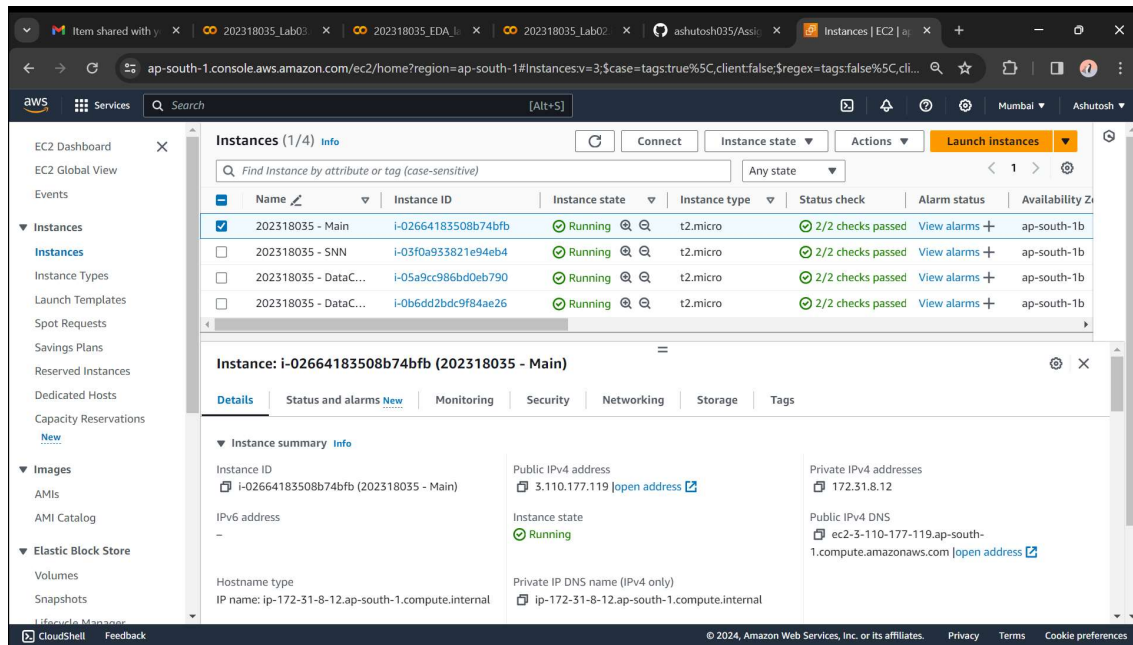 Item shared with y
202318035_Lab03
202318035_EDA_la
202318035_Lab02
ashutosh035/Assig
Instances | EC2 | ap
ap-south-1.console.aws.amazon.com/ec2/home?region=ap-south-1#Instances:v=3;$case=tags:true%5C,client:false;$regex=tags:false%5C,cli...
aws
Services
Search
[Alt+S]
Mumbai ▼
Ashutosh ▼
EC2 Dashboard
EC2 Global View
Events
▼ Instances
Instances
Instance Types
Launch Templates
Spot Requests
Savings Plans
Reserved Instances
Dedicated Hosts
Capacity Reservations
New
▼ Images
AMIs
AMI Catalog
▼ Elastic Block Store
Volumes
Snapshots
Lifecycle Manager
Instances (1/4) Info
Connect
Instance state ▼
Actions ▼
Launch instances
Find Instance by attribute or tag (case-sensitive)
Any state
1
Name Instance ID Instance state Instance type Status check Alarm status Availability Z
202318035 - Main i-02664183508b74bfb Running t2.micro 2/2 checks passed View alarms + ap-south-1b
202318035 - SNN i-03f0a933821e94eb4 Running t2.micro 2/2 checks passed View alarms + ap-south-1b
202318035 - DataC... i-05a9cc986bd0eb790 Running t2.micro 2/2 checks passed View alarms + ap-south-1b
202318035 - DataC... i-0b6dd2bdc9f84ae26 Running t2.micro 2/2 checks passed View alarms + ap-south-1b
Instance: i-02664183508b74bfb (202318035 - Main)
Details
Status and alarms New
Monitoring
Security
Networking
Storage
Tags
▼ Instance summary Info
Instance ID
i-02664183508b74bfb (202318035 - Main)
Public IPv4 address
3.110.177.119 |open address
Private IPv4 addresses
172.31.8.12
IPv6 address
–
Instance state
Running
Public IPv4 DNS
ec2-3-110-177-119.ap-south-
1.compute.amazonaws.com |open address
Hostname type
IP name: ip-172-31-8-12.ap-south-1.compute.internal
Private IP DNS name (IPv4 only)
ip-172-31-8-12.ap-south-1.compute.internal
CloudShell
Feedback
© 2024, Amazon Web Services, Inc. or its affiliates.
Privacy
Terms
Cookie preferences